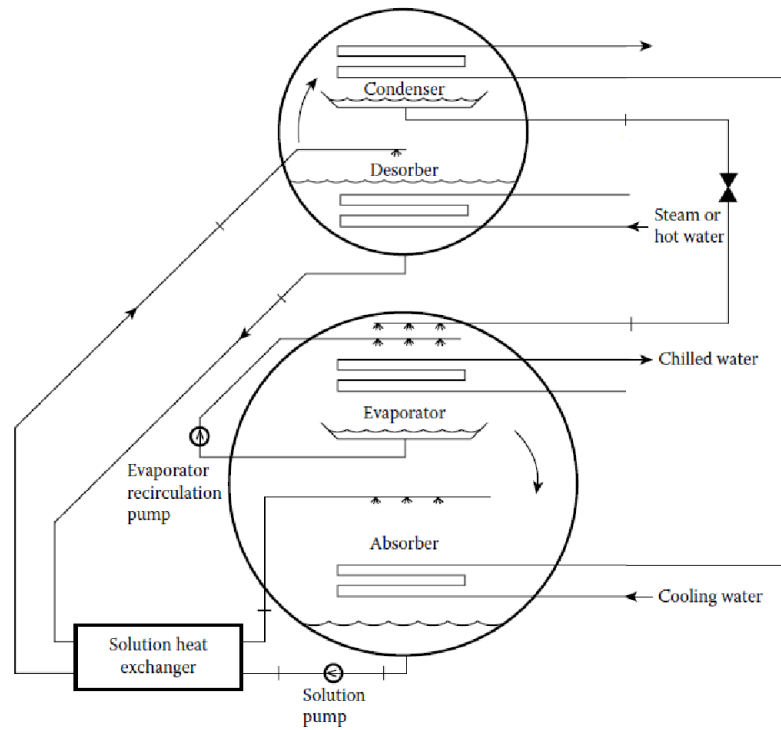 Condenser
Desorber
Steam or
hot water
Chilled water
Evaporator
Evaporator
recirculation
pump
Absorber
Cooling water
Solution heat
exchanger
Solution
pump